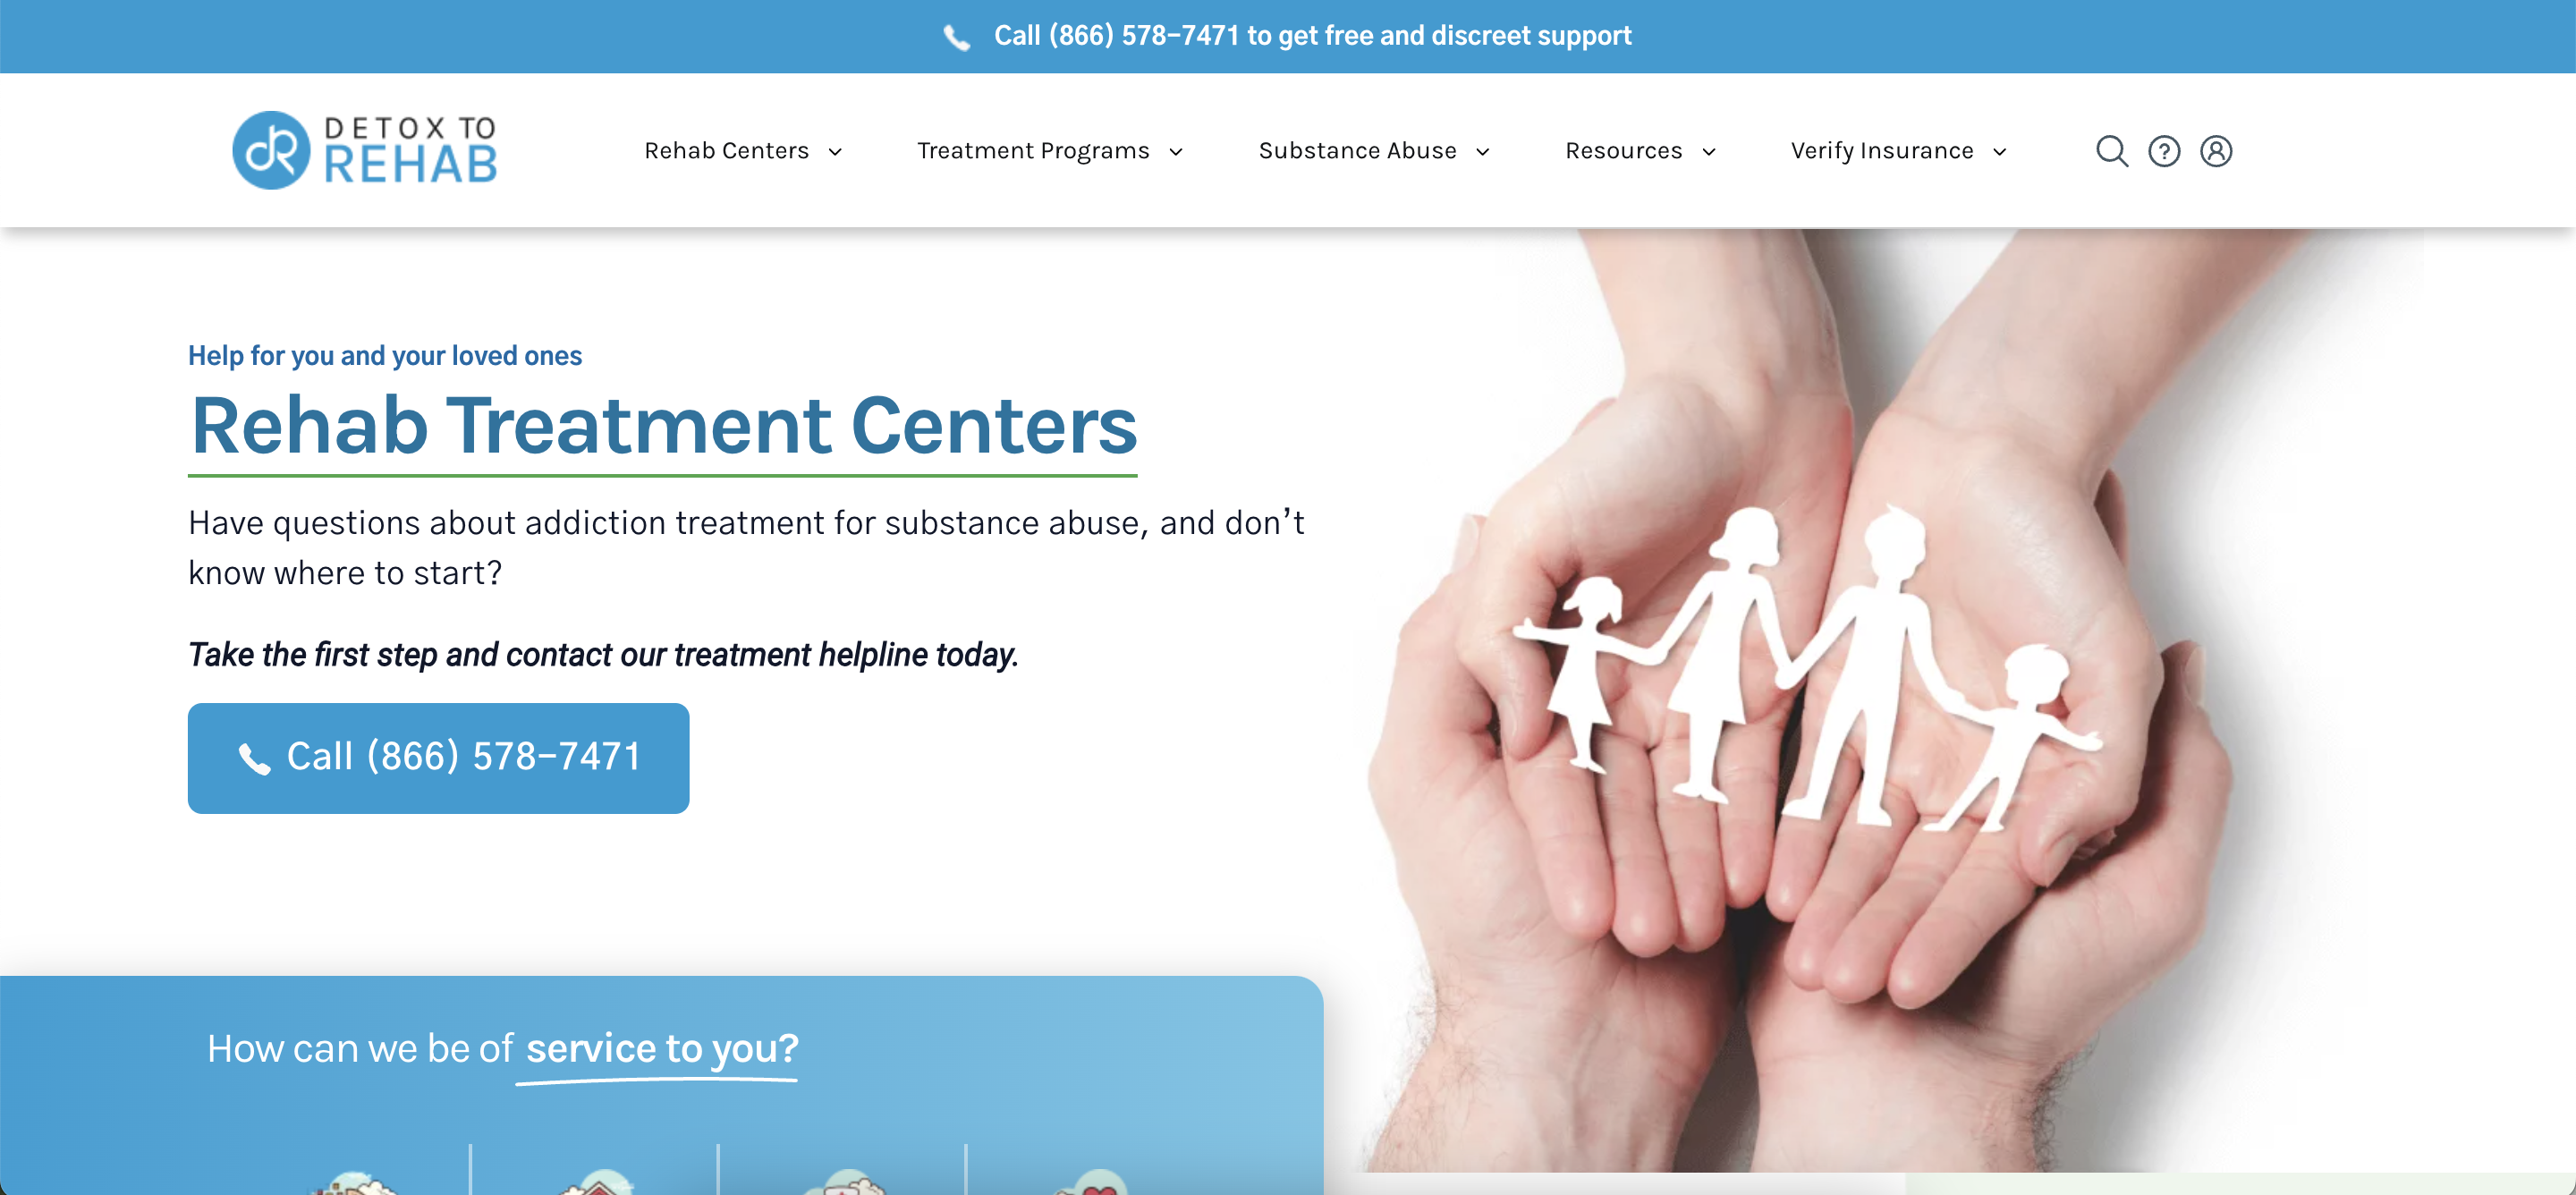 Call (866) 578-7471 to get free and discreet support
DETOX TO
REHAB
Rehab Centers
Treatment Programs
Substance Abuse
Resources
Verify Insurance
Help for you and your loved ones
Rehab Treatment Centers
Have questions about addiction treatment for substance abuse, and don’t
know where to start?
Take the first step and contact our treatment helpline today.
Call (866) 578-7471
How can we be of service to you?